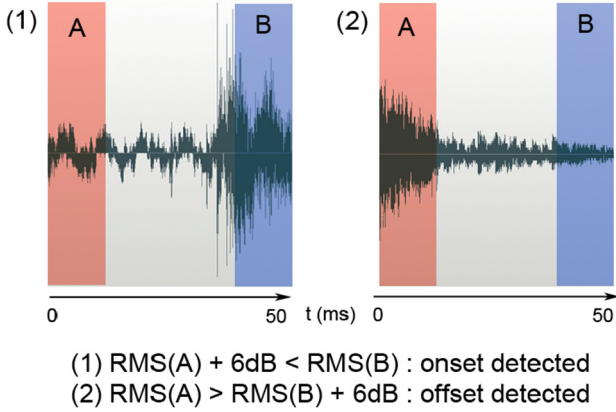 (1) A B
(2) A B
0 t (ms) 50
0 50
(1) RMS(A) + 6dB < RMS(B) : onset detected
(2) RMS(A) > RMS(B) + 6dB : offset detected